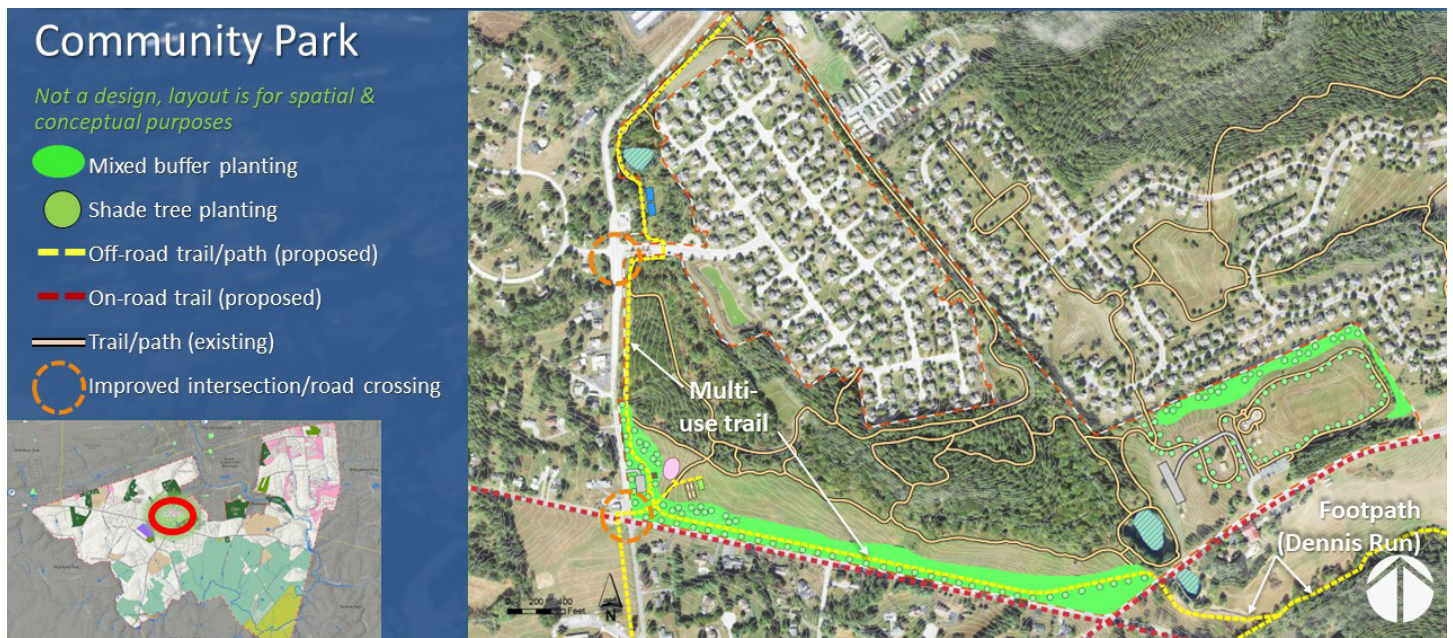 Community Park
Not a design, layout is for spatial &
conceptual purposes
Mixed buffer planting
Shade tree planting
Off-road trail/path (proposed)
On-road trail (proposed)
Trail/path (existing)
Improved intersection/road crossing
Multi-
use trail
Footpath
(Dennis Run)
200 400
Feet
N